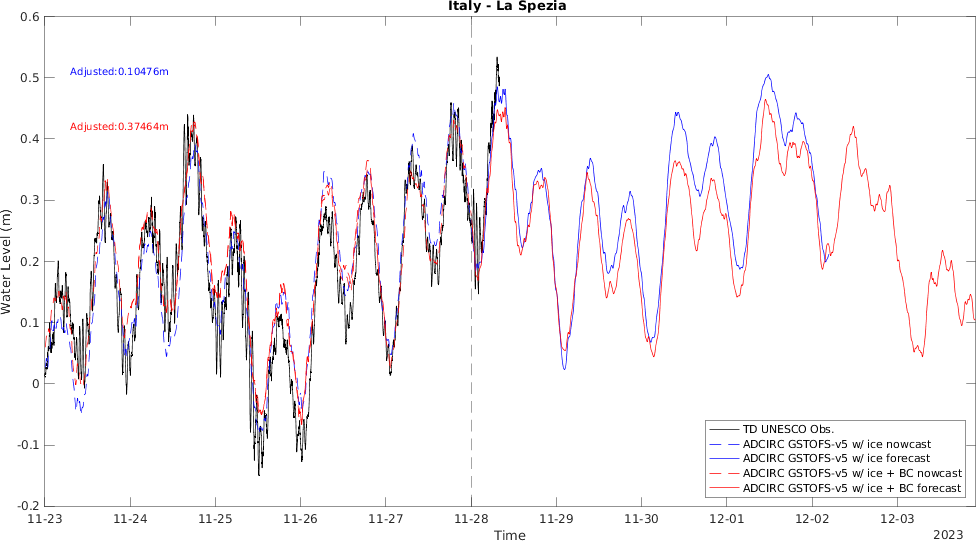 Italy - La Spezia
0.6
0.5
0.4
0.3
0.2
0.1
0
-0.1
-0.2
Water Level (m)
Adjusted:0.10476m
Adjusted:0.37464m
TD UNESCO Obs.
ADCIRC GSTOFS-v5 w/ ice nowcast
ADCIRC GSTOFS-v5 w/ ice forecast
ADCIRC GSTOFS-v5 w/ice + BC nowcast
ADCIRC GSTOFS-v5 w/ice + BC forecast
11-23 11-24 11-25 11-26 11-27 11-28 11-29 11-30 12-01 12-02 12-03
Time
2023